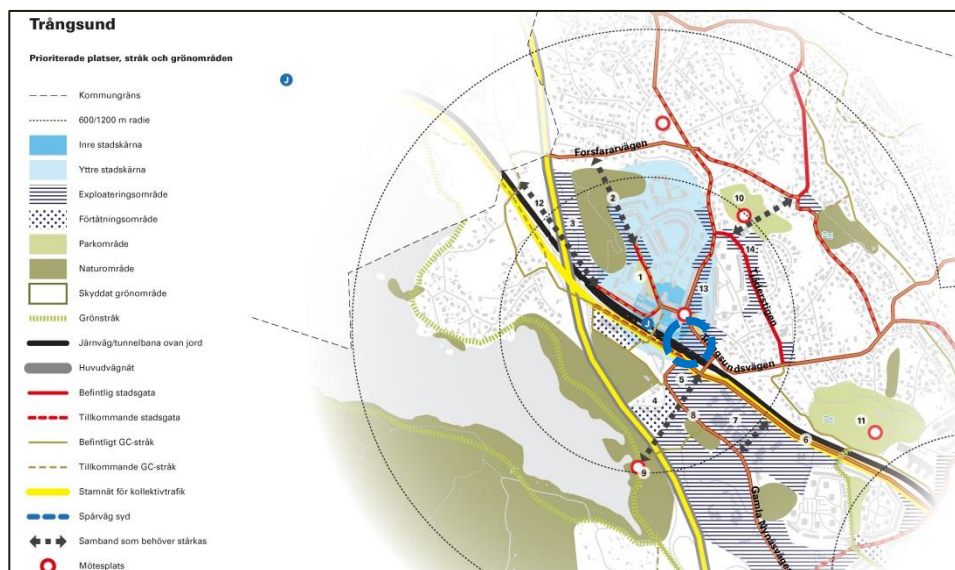 Trångsund
Prioriterade platser, stråk och grönområden
J
Kommungräns
600/1200 m radie
Inre stadskärna
Yttre stadskärna
Exploateringsområde
Förtätningsområde
Parkområde
Naturområde
Skyddat grönområde
Grönstråk
Järnväg/tunnelbana ovan jord
Huvudvägnät
Befintlig stadsgata
Tillkommande stadsgata
Befintligt GC-stråk
Tillkommande GC-stråk
Stamnät för kollektivtrafik
Spårväg syd
Samband som behöver stärkas
Mötesplats
Forsfararvägen
12
2
3
10
14
1
13
J
4
5
8
7
6
11
9
Gamla Nynäsvägen